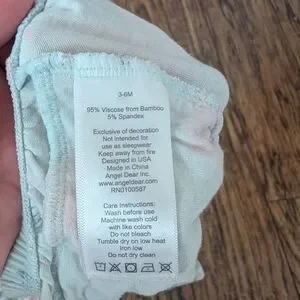 3-6M
95% Viscose from Bamboo
5% Spandex
Exclusive of decoration
Not intended for
use as sleepwear
Keep away from fire
Designed in USA
Made in China
Angel Dear Inc.
www.angeldear.com
RN0100587
Care Instructions:
Wash before use
Machine wash cold
with like colors
Do not bleach
Tumble dry on low heat
Iron low
Do not dry clean